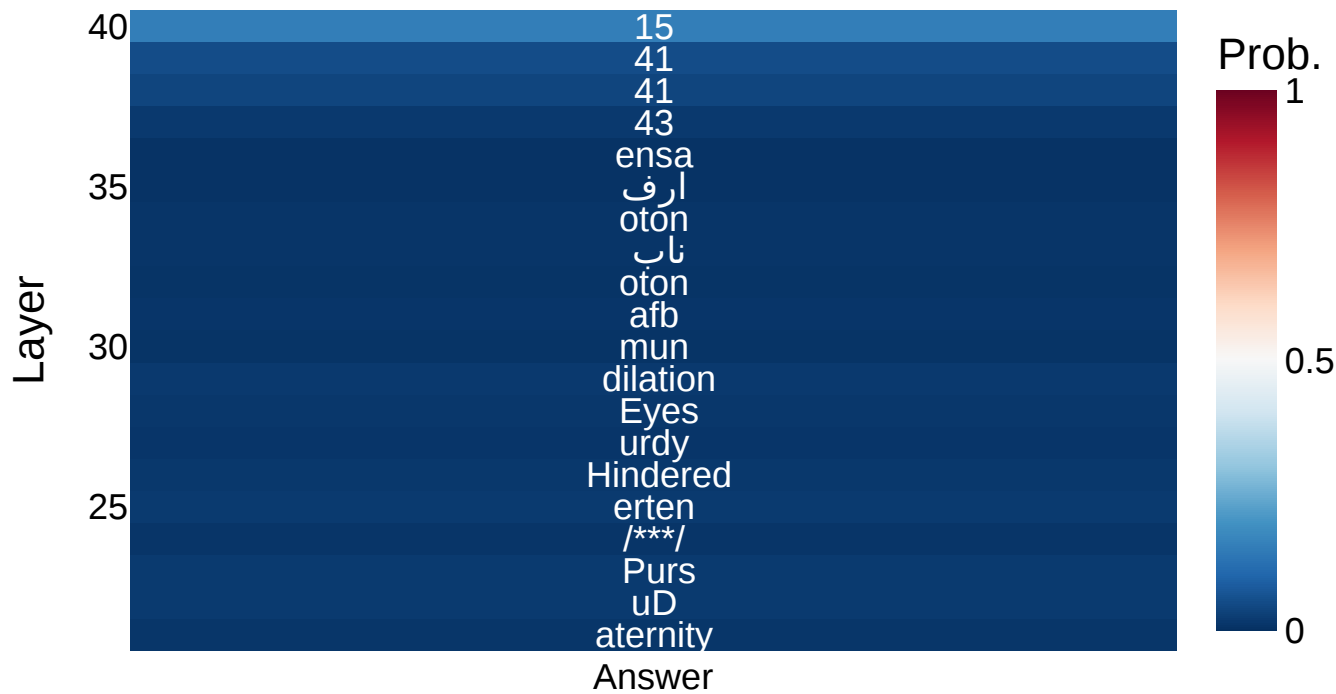 40
15
Prob.
41
1
41
43
ensa
35
ارف
oton
ناب
oton
0.5
afb
30
mun
dilation
Eyes
urdy
Hindered
25
erten
/***/
Purs
uD
0
aternity
Layer
Answer